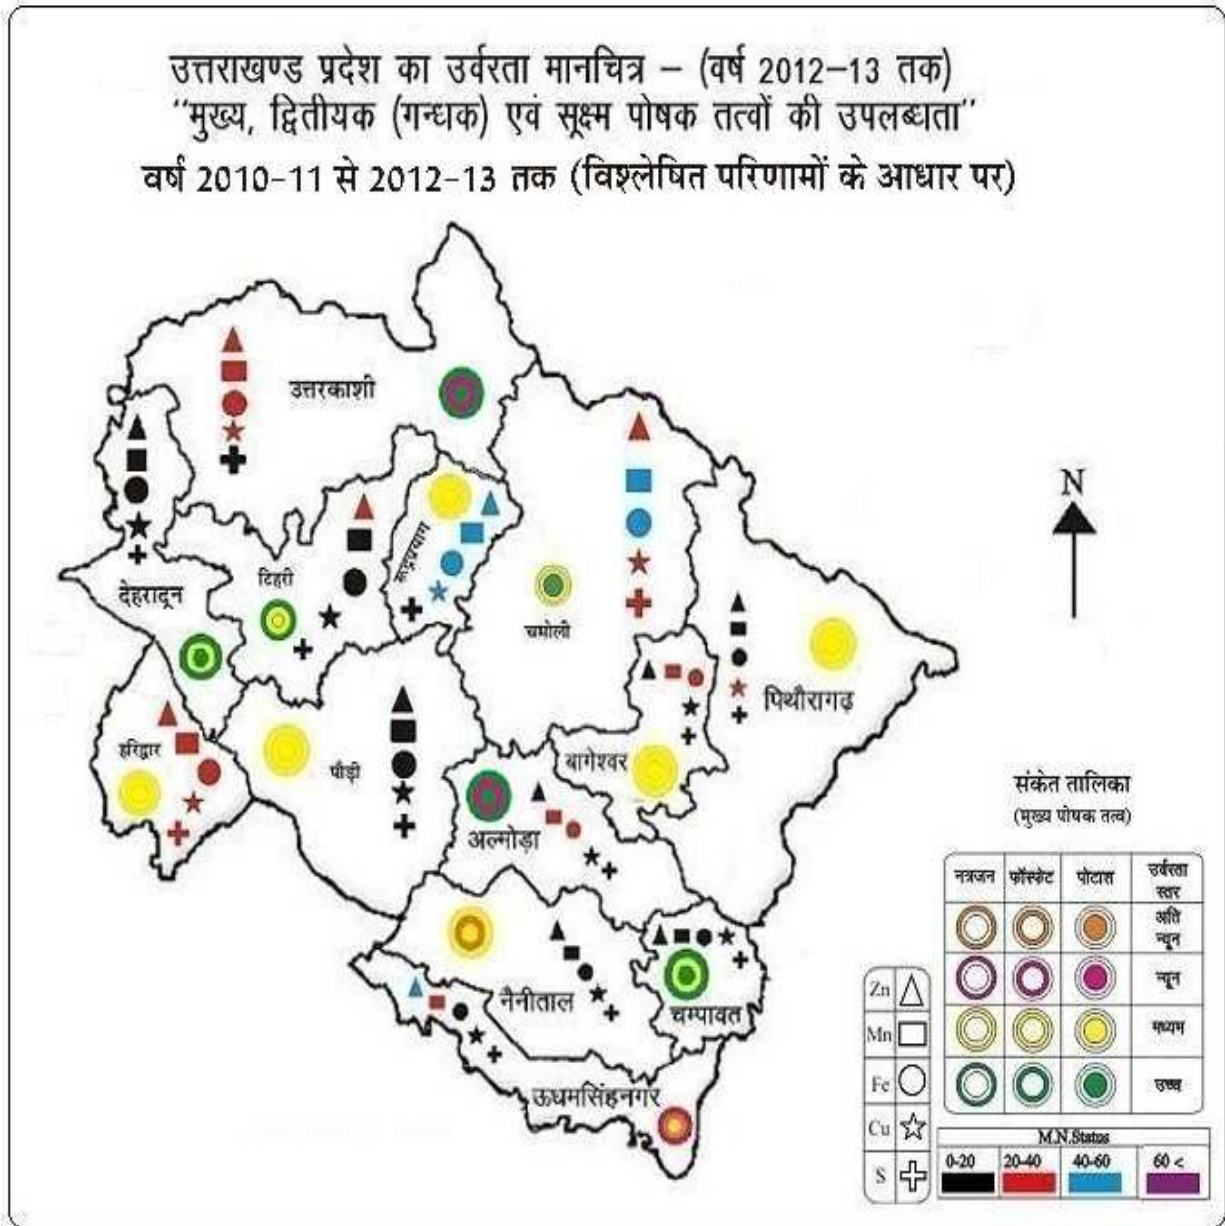 उत्तराखण्ड प्रदेश का उर्वरता मानचित्र – (वर्ष 2012–13 तक)
“मुख्य, द्वितीयक (गन्धक) एवं सूक्ष्म पोषक तत्वों की उपलब्धता”
वर्ष 2010-11 से 2012-13 तक (विश्लेषित परिणामों के आधार पर)
उत्तरकाशी
N
रूद्रप्रयाग
टिहरी
देहरादून
चमोली
पिथौरागढ़
हरिद्वार
पौड़ी
बागेश्वर
अल्मोड़ा
नैनीताल
चम्पावत
ऊधमसिंहनगर
संकेत तालिका
(मुख्य पोषक तत्व)
नत्रजन फॉस्फेट पोटाश उर्वरता स्तर
अति न्यून
न्यून
मध्यम
उच्च
Zn
Mn
Fe
Cu
S
M.N.Status
0-20 20-40 40-60 60 <